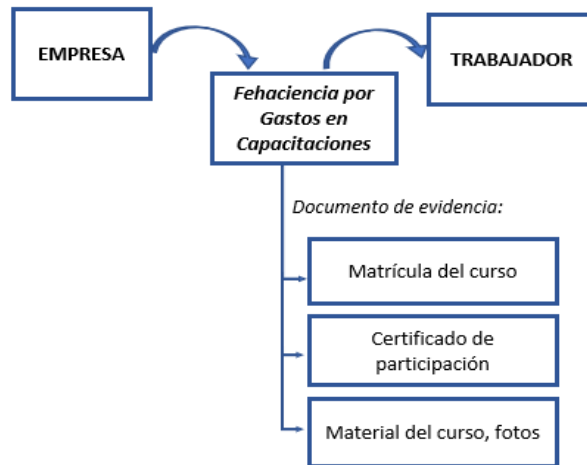 EMPRESA
TRABAJADOR
Fehaciencia por
Gastos en
Capacitaciones
Documento de evidencia:
Matrícula del curso
Certificado de
participación
Material del curso, fotos